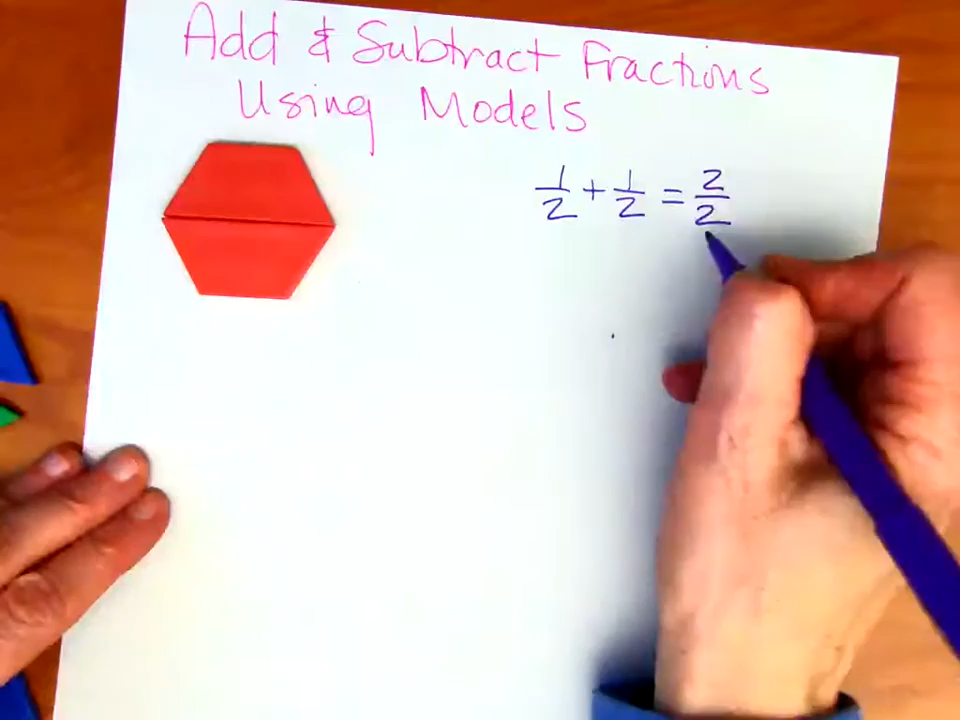 Add & Subtract Fractions
Using Models
1/2 + 1/2 = 2/2